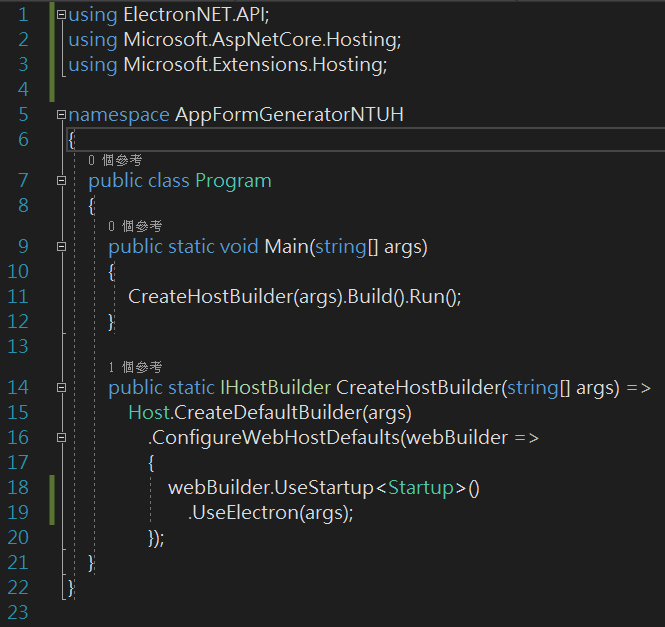 1 using ElectronNET.API;
2 using Microsoft.AspNetCore.Hosting;
3 using Microsoft.Extensions.Hosting;
4
5 namespace AppFormGeneratorNTUH
6 {
0 個參考
7 public class Program
8 {
0 個參考
9 public static void Main(string[] args)
10 {
11 CreateHostBuilder(args).Build().Run();
12 }
13
1 個參考
14 public static IHostBuilder CreateHostBuilder(string[] args) =>
15 Host.CreateDefaultBuilder(args)
16 .ConfigureWebHostDefaults(webBuilder =>
17 {
18 webBuilder.UseStartup<Startup>()
19 .UseElectron(args);
20 });
21 }
22 }
23